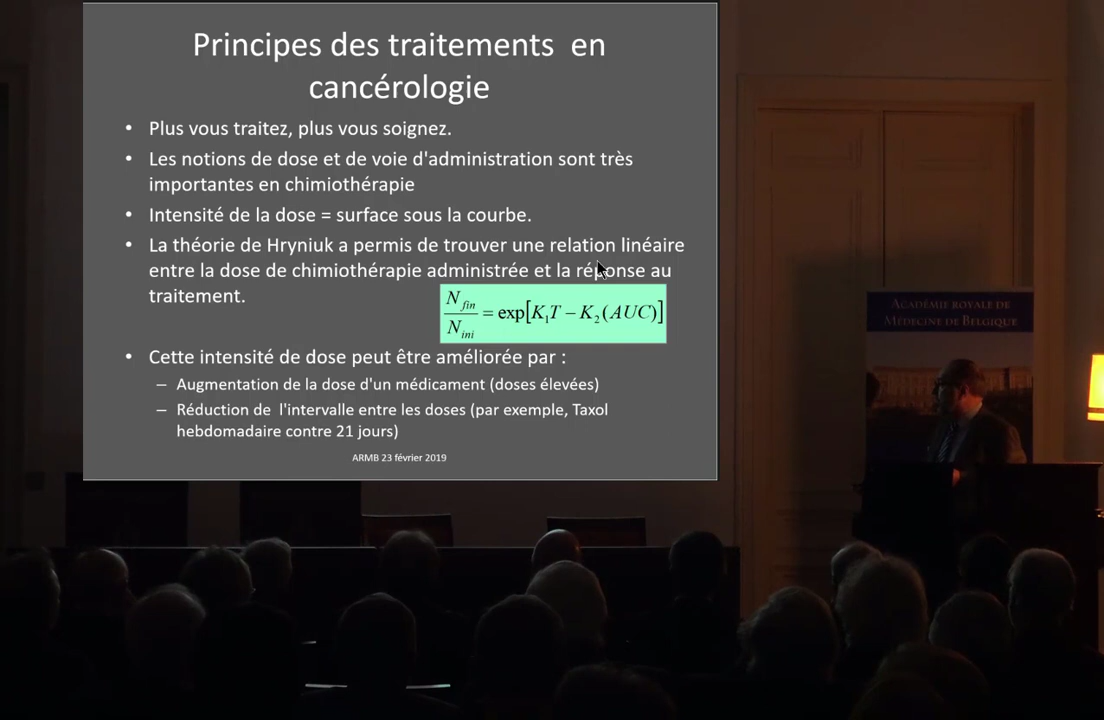 Principes des traitements en
cancérologie
• Plus vous traitez, plus vous soignez.
• Les notions de dose et de voie d'administration sont très
importantes en chimiothérapie
• Intensité de la dose = surface sous la courbe.
• La théorie de Hryniuk a permis de trouver une relation linéaire
entre la dose de chimiothérapie administrée et la réponse au
traitement.
N_fin / N_ini = exp[K_1T − K_2(AUC)]
• Cette intensité de dose peut être améliorée par :
– Augmentation de la dose d'un médicament (doses élevées)
– Réduction de l'intervalle entre les doses (par exemple, Taxol
hebdomadaire contre 21 jours)
ARMB 23 février 2019
Académie royale de
Médecine de Belgique